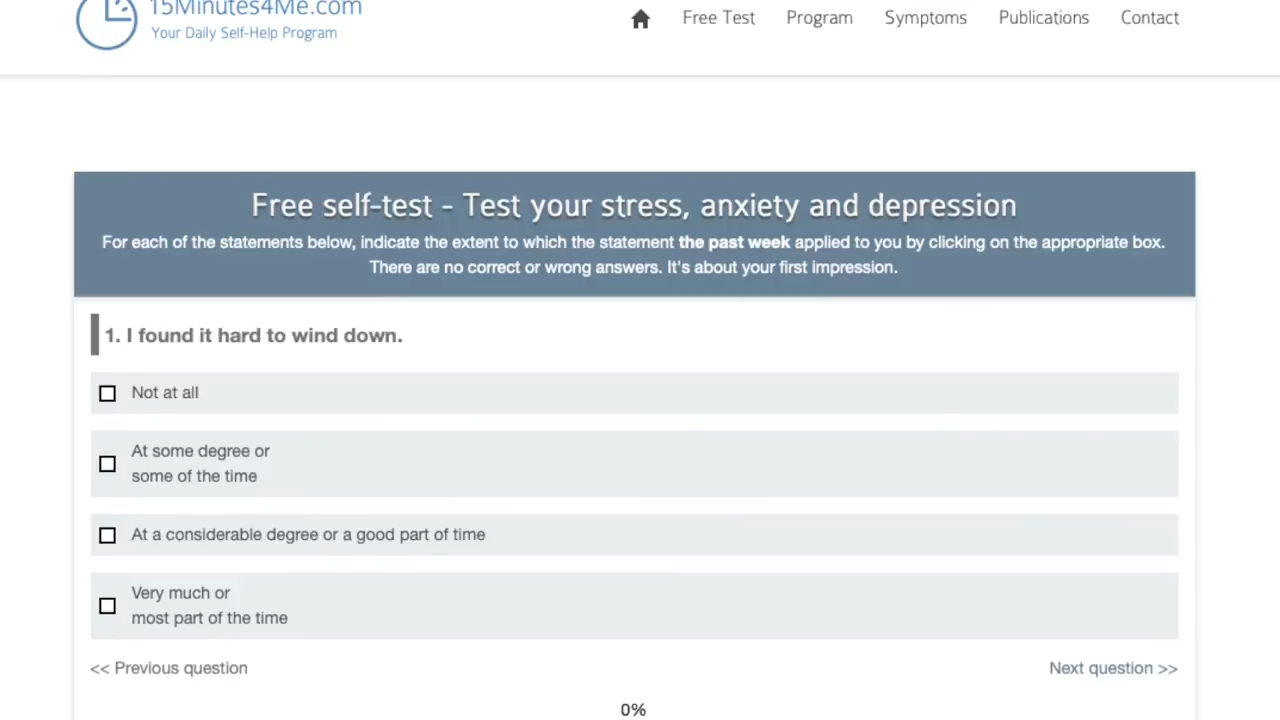 15Minutes4Me.com
Your Daily Self-Help Program
Free Test
Program
Symptoms
Publications
Contact
Free self-test - Test your stress, anxiety and depression
For each of the statements below, indicate the extent to which the statement the past week applied to you by clicking on the appropriate box.
There are no correct or wrong answers. It's about your first impression.
1. I found it hard to wind down.
Not at all
At some degree or
some of the time
At a considerable degree or a good part of time
Very much or
most part of the time
<< Previous question
Next question >>
0%